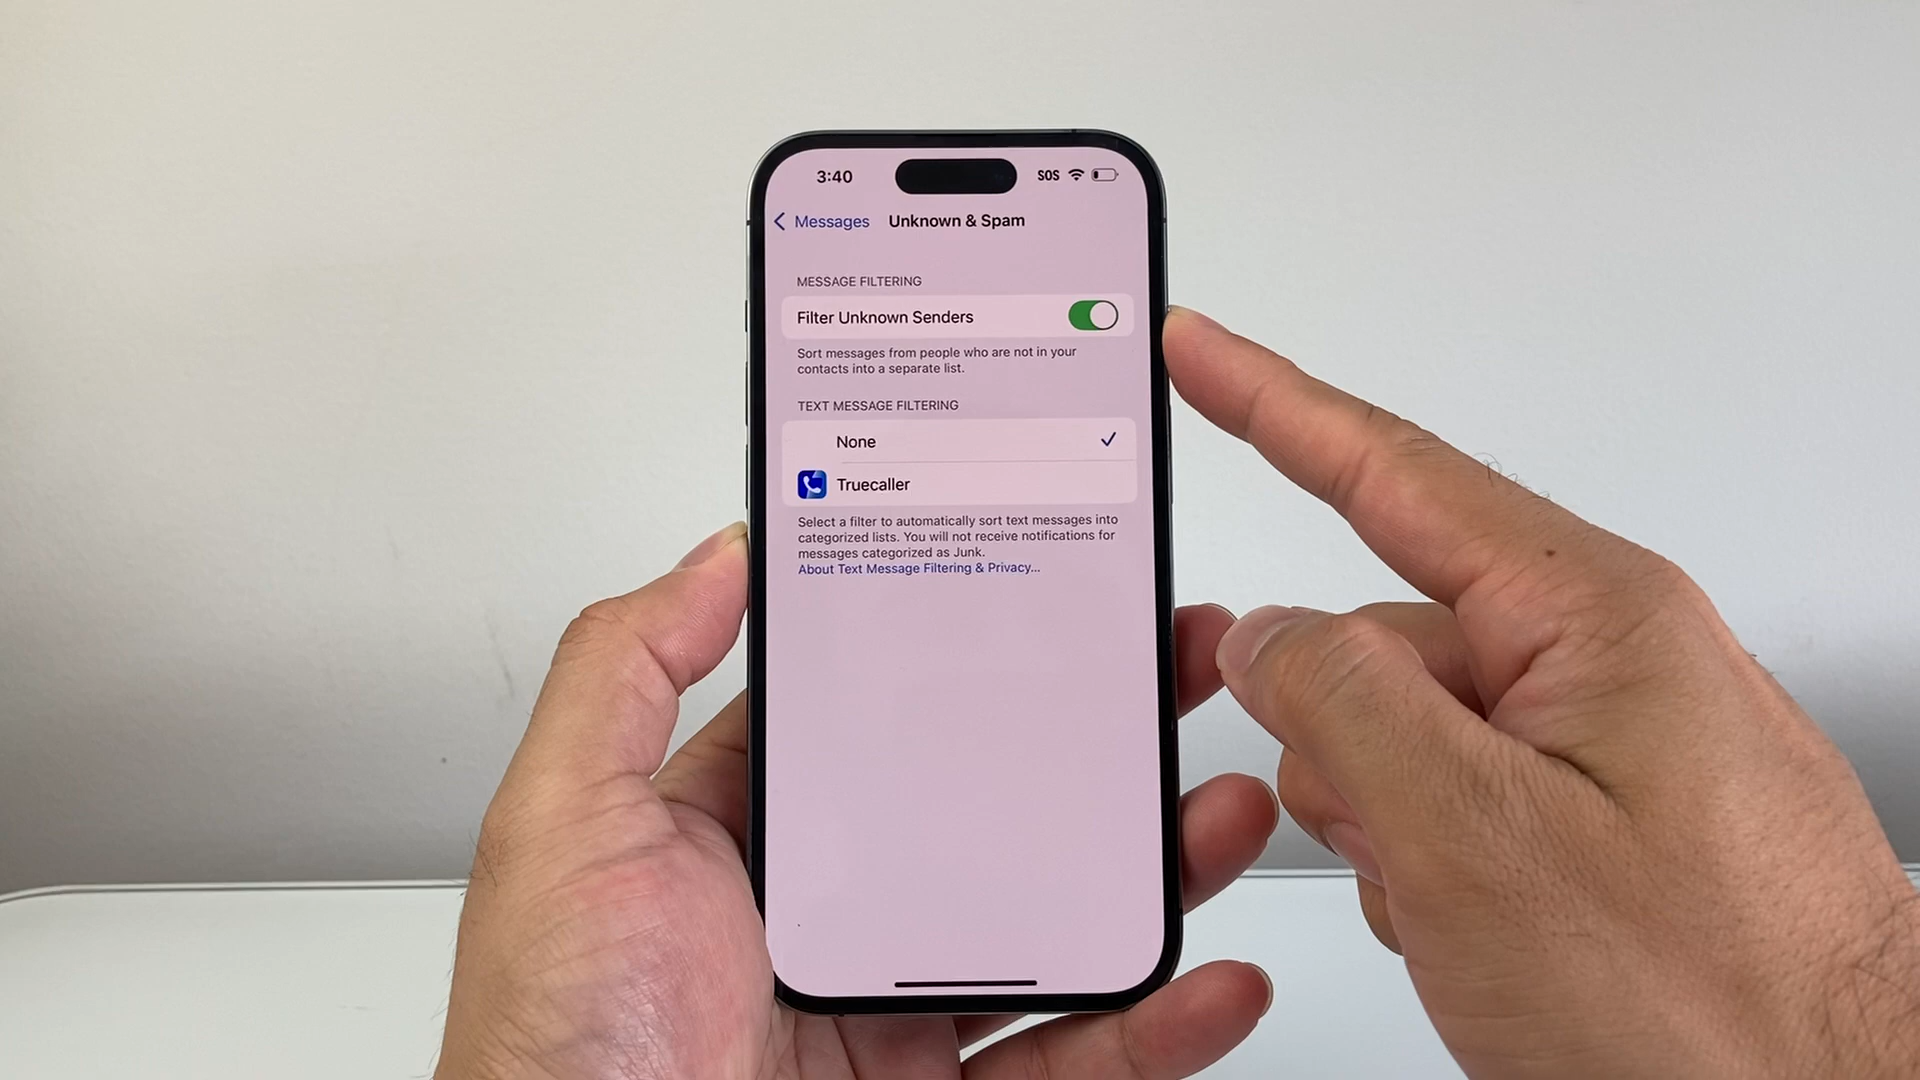 3:40 SOS
Messages Unknown & Spam
MESSAGE FILTERING
Filter Unknown Senders
Sort messages from people who are not in your
contacts into a separate list.
TEXT MESSAGE FILTERING
None
Truecaller
Select a filter to automatically sort text messages into
categorized lists. You will not receive notifications for
messages categorized as Junk.
About Text Message Filtering & Privacy...